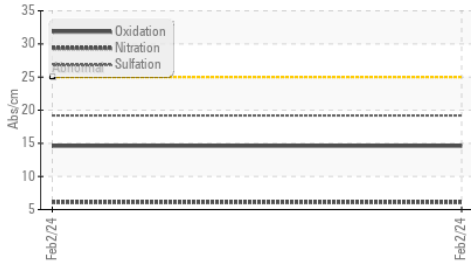 35
30
25
20
15
10
5
Abs/cm
Oxidation
Nitration
Sulfation
Abnormal
Feb2/24
Feb2/24